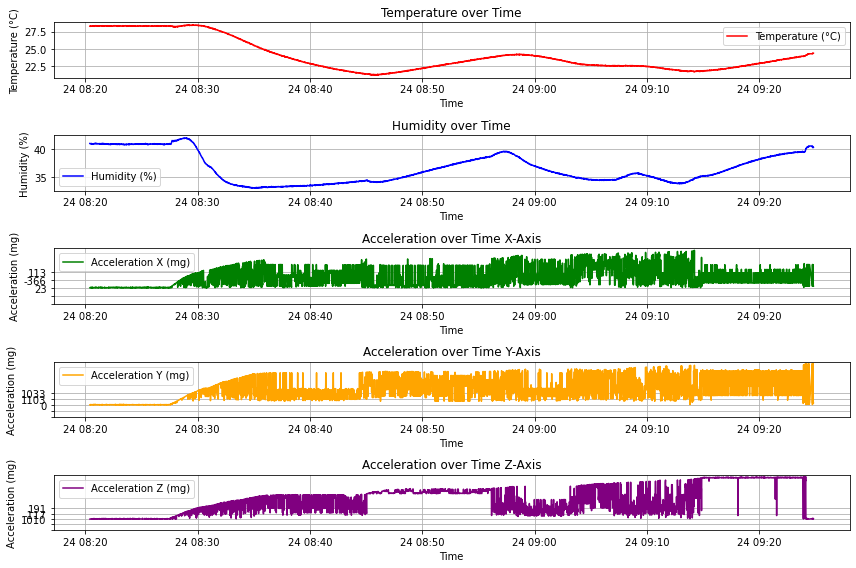 Temperature over Time
Temperature (°C)
27.5
25.0
22.5
Temperature (°C)
24 08:20 24 08:30 24 08:40 24 08:50 24 09:00 24 09:10 24 09:20
Time
Humidity over Time
Humidity (%)
40
35
Humidity (%)
24 08:20 24 08:30 24 08:40 24 08:50 24 09:00 24 09:10 24 09:20
Time
Acceleration over Time X-Axis
Acceleration (mg)
Acceleration X (mg)
113
-366
23
24 08:20 24 08:30 24 08:40 24 08:50 24 09:00 24 09:10 24 09:20
Time
Acceleration over Time Y-Axis
Acceleration (mg)
Acceleration Y (mg)
1033
1103
0
24 08:20 24 08:30 24 08:40 24 08:50 24 09:00 24 09:10 24 09:20
Time
Acceleration over Time Z-Axis
Acceleration (mg)
Acceleration Z (mg)
191
1010
24 08:20 24 08:30 24 08:40 24 08:50 24 09:00 24 09:10 24 09:20
Time